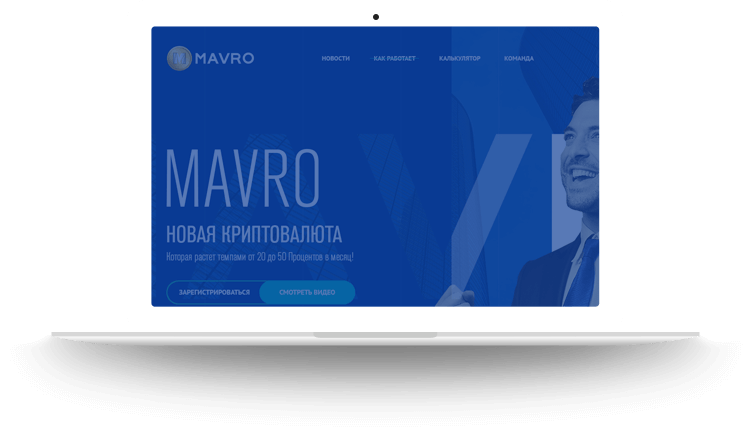 MAVRO
НОВОСТИ
КАК РАБОТАЕТ
КАЛЬКУЛЯТОР
КОМАНДА
MAVRO
НОВАЯ КРИПТОВАЛЮТА
Которая растет темпами от 20 до 50 Процентов в месяц!
ЗАРЕГИСТРИРОВАТЬСЯ
СМОТРЕТЬ ВИДЕО